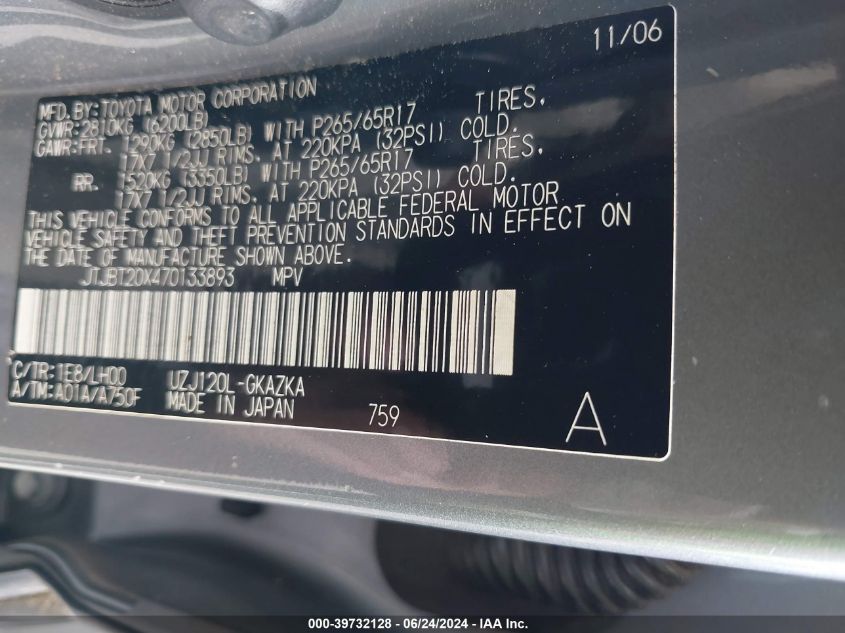 11/06
MFD. BY: TOYOTA MOTOR CORPORATION
GVWR: 2810KG (6200LB)
GAWR: FRT. 1290KG (2850LB) WITH P265/65R17 TIRES,
17X7 1/2JJ RIMS, AT 220KPA (32PSI) COLD.
RR. 1520KG (3350LB) WITH P265/65R17 TIRES,
17X7 1/2JJ RIMS, AT 220KPA (32PSI) COLD.
THIS VEHICLE CONFORMS TO ALL APPLICABLE FEDERAL MOTOR
VEHICLE SAFETY AND THEFT PREVENTION STANDARDS IN EFFECT ON
THE DATE OF MANUFACTURE SHOWN ABOVE.
JTJBT20X470133893 MPV
C/TR: 1E8/LH00 UZJ120L-GKAZKA
A/TM: A01A/A750F MADE IN JAPAN 759 A
000-39732128 - 06/24/2024 - IAA Inc.